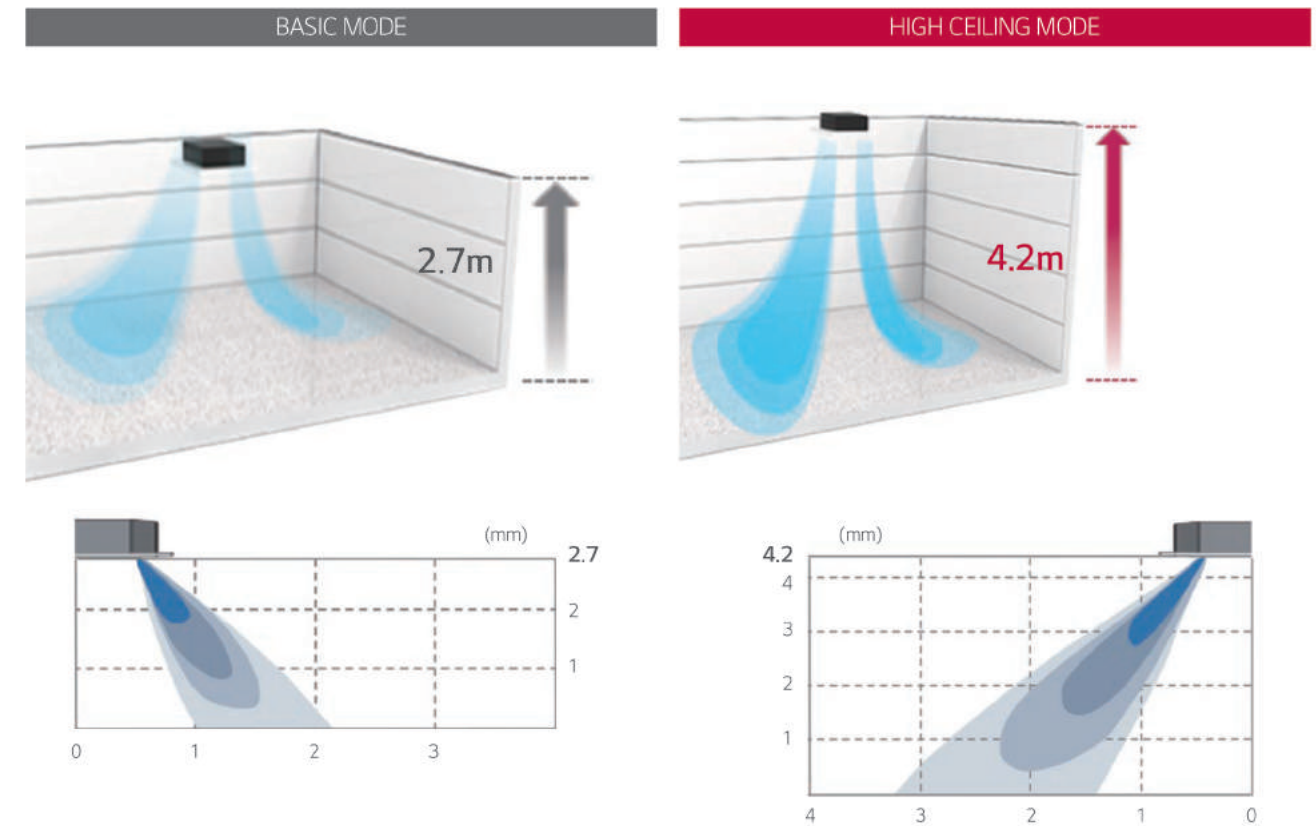 BASIC MODE
HIGH CEILING MODE
2.7m
4.2m
(mm)
2.7
2
1
0 1 2 3
(mm)
4.2
4
3
2
1
4 3 2 1 0